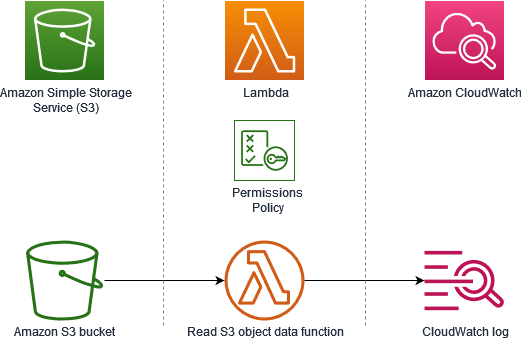 Amazon Simple Storage
Service (S3)
Lambda
Amazon CloudWatch
Permissions
Policy
Amazon S3 bucket
Read S3 object data function
CloudWatch log